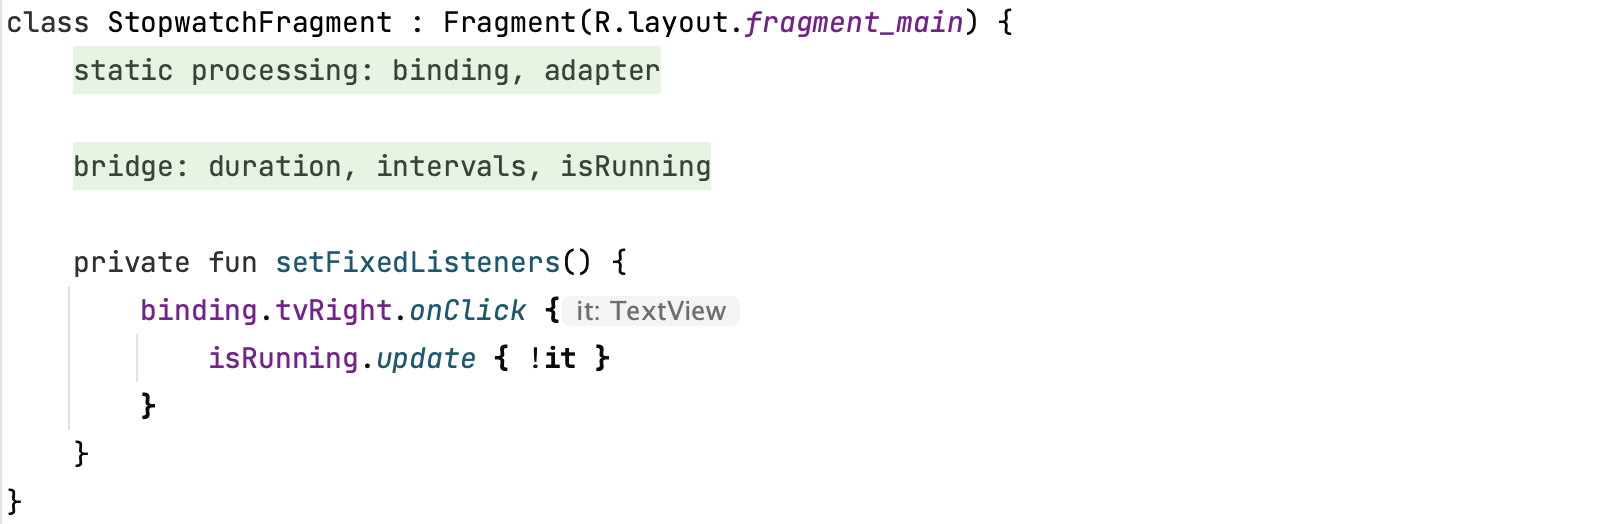 class StopwatchFragment : Fragment(R.layout.fragment_main) {
static processing: binding, adapter
bridge: duration, intervals, isRunning
private fun setFixedListeners() {
binding.tvRight.onClick { it: TextView
isRunning.update { !it }
}
}
}